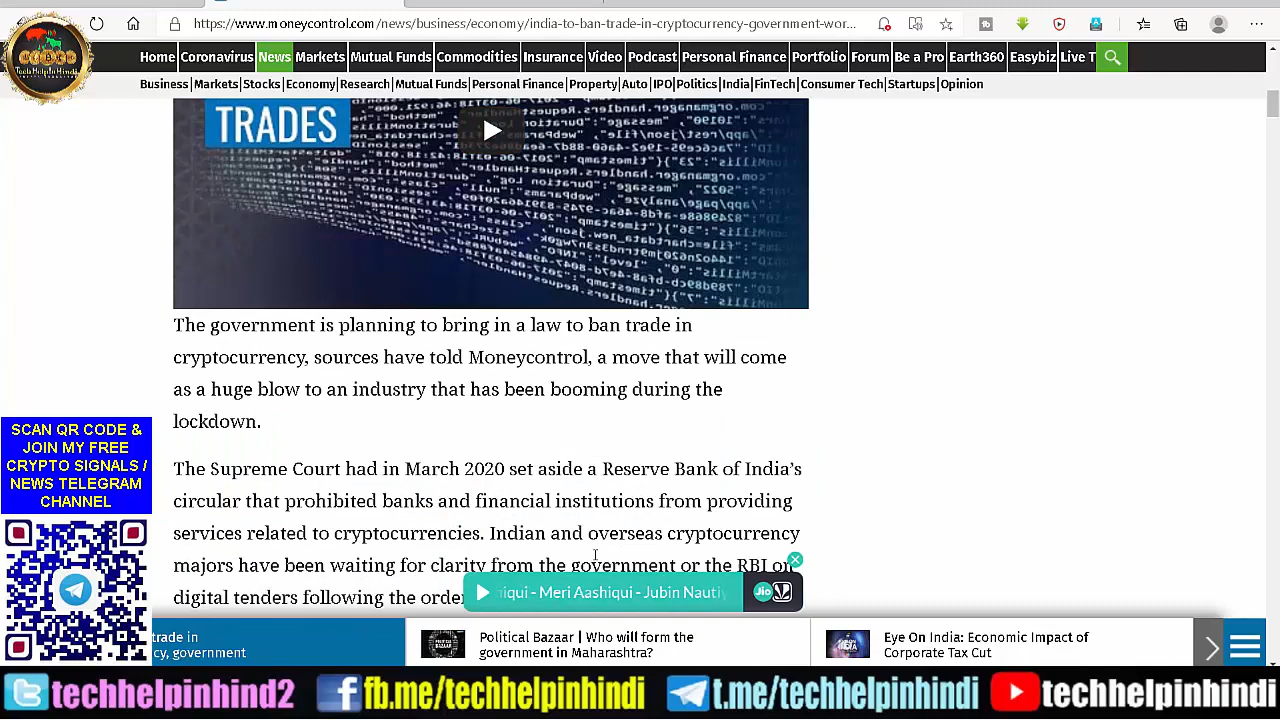 https://www.moneycontrol.com/news/business/economy/india-to-ban-trade-in-cryptocurrency-government-wor...
Home Coronavirus News Markets Mutual Funds Commodities Insurance Video Podcast Personal Finance Portfolio Forum Be a Pro Earth360 Easybiz Live T
Business|Markets|Stocks|Economy|Research|Mutual Funds|Personal Finance|Property|Auto|IPO|Politics|India|FinTech|Consumer Tech|Startups|Opinion
Tech Help In Hindi
TRADES
The government is planning to bring in a law to ban trade in
cryptocurrency, sources have told Moneycontrol, a move that will come
as a huge blow to an industry that has been booming during the
lockdown.
The Supreme Court had in March 2020 set aside a Reserve Bank of India’s
circular that prohibited banks and financial institutions from providing
services related to cryptocurrencies. Indian and overseas cryptocurrency
majors have been waiting for clarity from the government or the RBI on
digital tenders following the order
SCAN QR CODE &
JOIN MY FREE
CRYPTO SIGNALS /
NEWS TELEGRAM
CHANNEL
iqui - Meri Aashiqui - Jubin Nauti
Jio
trade in
cy, government
Political Bazaar | Who will form the
government in Maharashtra?
Eye On India: Economic Impact of
Corporate Tax Cut
techhelpinhind2 fb.me/techhelpinhindi t.me/techhelpinhindi techhelpinhindi